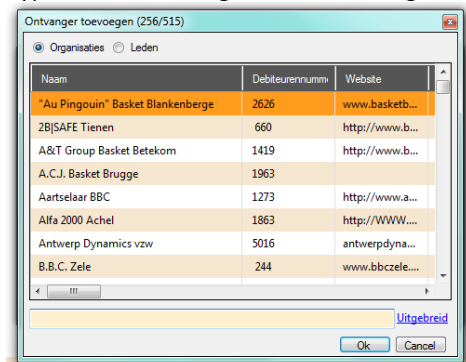 Ontvanger toevoegen (256/515)
Organisaties Leden
Naam Debiteurennumm Website
"Au Pingouin" Basket Blankenberge 2626 www.basketb...
2B|SAFE Tienen 660 http://www.b...
A&T Group Basket Betekom 1419 http://www.b...
A.C.J. Basket Brugge 1963
Aartselaar BBC 1273 http://www.a...
Alfa 2000 Achel 1863 http://WWW....
Antwerp Dynamics vzw 5016 antwerpdyna...
B.B.C. Zele 244 www.bbczele....
Uitgebreid
Ok Cancel